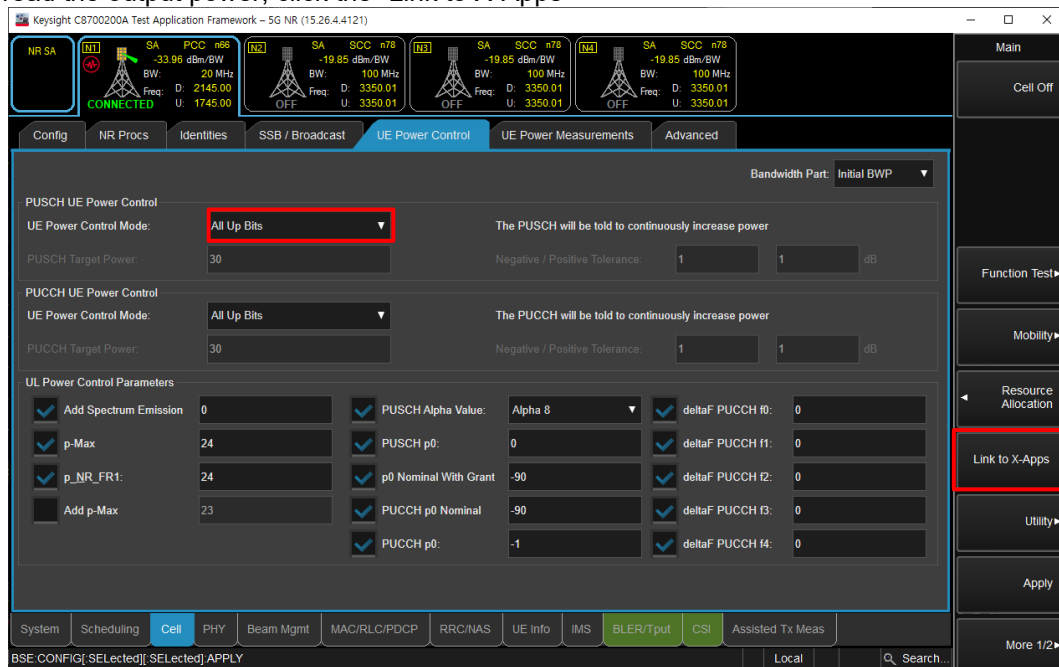 Keysight C8700200A Test Application Framework – 5G NR (15.26.4.4121)
NR SA
N1 SA PCC n66
-33.96 dBm/BW
BW: 20 MHz
Freq: D: 2145.00
CONNECTED U: 1745.00
N2 SA SCC n78
-19.85 dBm/BW
BW: 100 MHz
Freq: D: 3350.01
OFF U: 3350.01
N3 SA SCC n78
-19.85 dBm/BW
BW: 100 MHz
Freq: D: 3350.01
OFF U: 3350.01
N4 SA SCC n78
-19.85 dBm/BW
BW: 100 MHz
Freq: D: 3350.01
OFF U: 3350.01
Config NR Procs Identities SSB / Broadcast UE Power Control UE Power Measurements Advanced
Bandwidth Part: Initial BWP
PUSCH UE Power Control
UE Power Control Mode: All Up Bits The PUSCH will be told to continuously increase power
PUSCH Target Power: 30 Negative / Positive Tolerance: 1 1 dB
PUCCH UE Power Control
UE Power Control Mode: All Up Bits The PUCCH will be told to continuously increase power
PUCCH Target Power: 30 Negative / Positive Tolerance: 1 1 dB
UL Power Control Parameters
Add Spectrum Emission 0 PUSCH Alpha Value: Alpha 8 deltaF PUCCH f0: 0
p-Max 24 PUSCH p0: 0 deltaF PUCCH f1: 0
p_NR_FR1: 24 p0 Nominal With Grant -90 deltaF PUCCH f2: 0
Add p-Max 23 PUCCH p0 Nominal -90 deltaF PUCCH f3: 0
PUCCH p0: -1 deltaF PUCCH f4: 0
System Scheduling Cell PHY Beam Mgmt MAC/RLC/PDCP RRC/NAS UE Info IMS BLER/Tput CSI Assisted Tx Meas
BSE:CONFIG[:SELected][:SELected]:APPLY Local Search...
Main
Cell Off
Function Test
Mobility
Resource
Allocation
Link to X-Apps
Utility
Apply
More 1/2